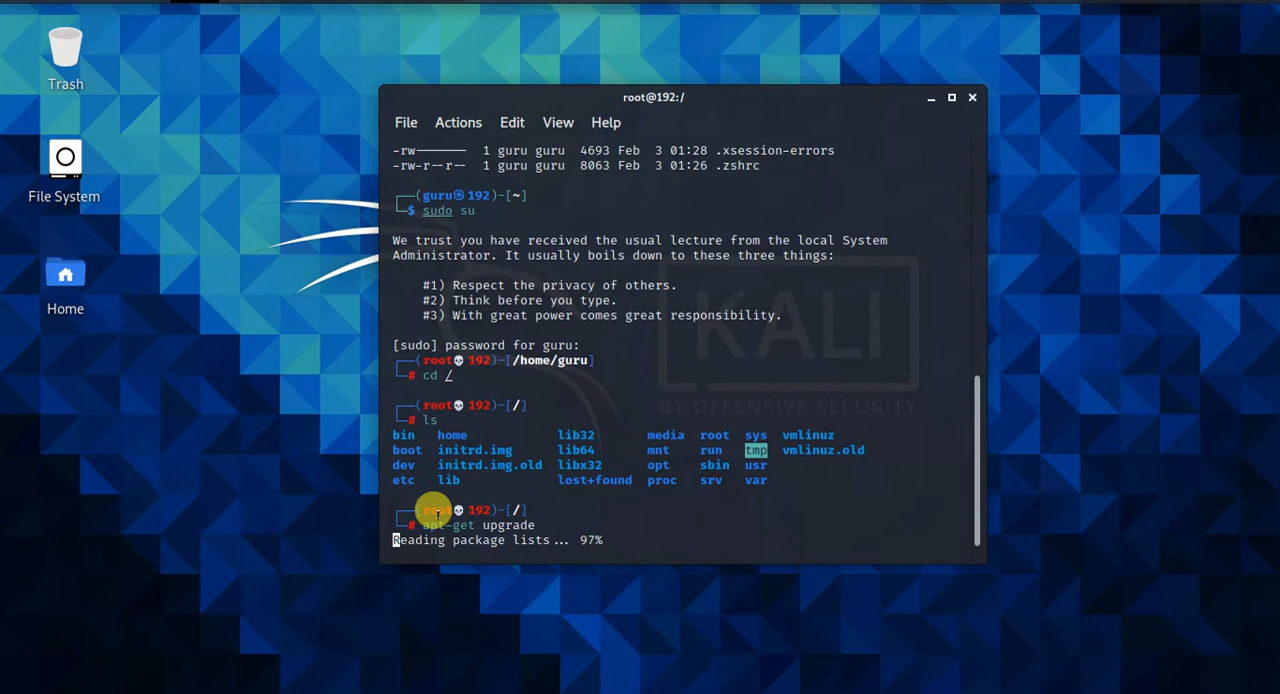 Trash
File System
Home
root@192:/
File Actions Edit View Help
-rw------- 1 guru guru 4693 Feb 3 01:28 .xsession-errors
-rw-r--r-- 1 guru guru 8063 Feb 3 01:26 .zshrc
┌──(guru㉿192)-[~]
└─$ sudo su
We trust you have received the usual lecture from the local System
Administrator. It usually boils down to these three things:
#1) Respect the privacy of others.
#2) Think before you type.
#3) With great power comes great responsibility.
[sudo] password for guru:
┌──(root💀192)-[/home/guru]
└─# cd /
┌──(root💀192)-[/]
└─# ls
bin home lib32 media root sys vmlinuz
boot initrd.img lib64 mnt run tmp vmlinuz.old
dev initrd.img.old libx32 opt sbin usr
etc lib lost+found proc srv var
┌──(root💀192)-[/]
└─# apt-get upgrade
Reading package lists... 97%
KALI
BY OFFENSIVE SECURITY